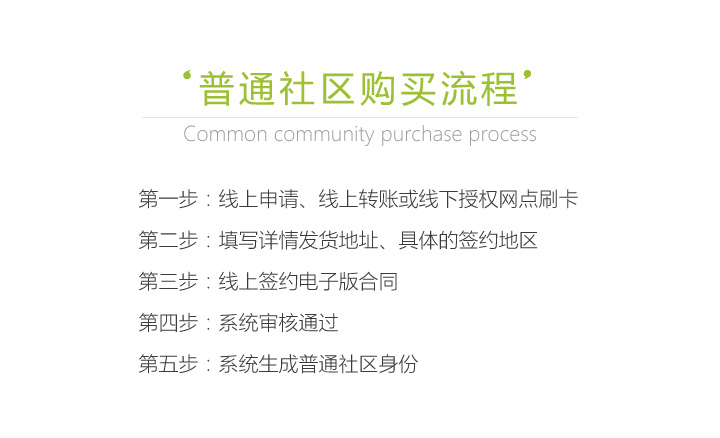 ‘普通社区购买流程’
Common community purchase process
第一步：线上申请、线上转账或线下授权网点刷卡
第二步：填写详情发货地址、具体的签约地区
第三步：线上签约电子版合同
第四步：系统审核通过
第五步：系统生成普通社区身份